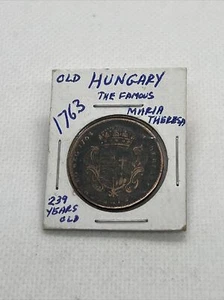 OLD HUNGARY
THE FAMOUS
MARIA
THERESA
1763
239
YEARS
OLD